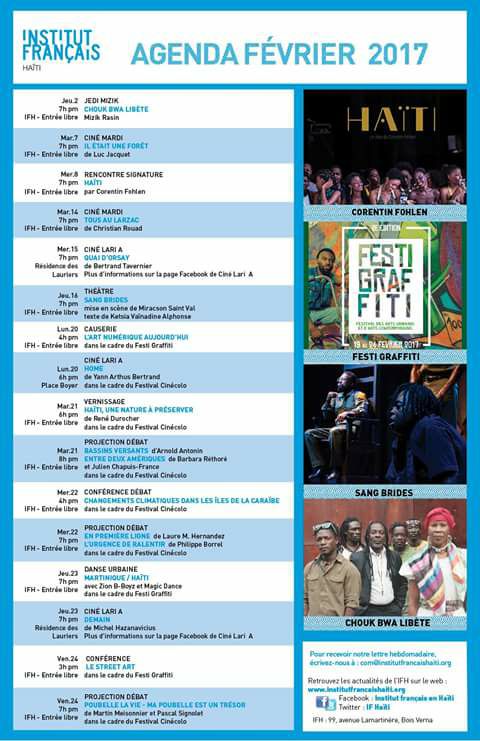 INSTITUT
FRANÇAIS
HAÏTI
AGENDA FÉVRIER 2017
Jeu.2 JEDI MIZIK
7h pm CHOUK BWA LIBÈTE
IFH - Entrée libre Mizik Rasin
Mar.7 CINÉ MARDI
7h pm IL ÉTAIT UNE FORÊT
IFH - Entrée libre de Luc Jacquet
Mer.8 RENCONTRE SIGNATURE
7h pm HAÏTI
IFH - Entrée libre par Corentin Fohlen
Mar.14 CINÉ MARDI
7h pm TOUS AU LARZAC
IFH - Entrée libre de Christian Rouad
Mer.15 CINÉ LARI A
7h pm QUAI D'ORSAY
Résidence des de Bertrand Tavernier
Lauriers Plus d'informations sur la page Facebook de Ciné Lari A
Jeu.16 THÉÂTRE
7h pm SANG BRIDES
IFH - Entrée libre mise en scène de Miracson Saint Val
texte de Ketsia Vaïnadine Alphonse
Lun.20 CAUSERIE
4h pm L'ART NUMÉRIQUE AUJOURD'HUI
IFH - Entrée libre dans le cadre du Festi Graffiti
CINÉ LARI A
Lun.20 HOME
6h pm de Yann Arthus Bertrand
Place Boyer dans le cadre du Festival Cinécolo
Mar.21 VERNISSAGE
6h pm HAÏTI, UNE NATURE À PRÉSERVER
IFH - Entrée libre de René Durocher
dans le cadre du Festival Cinécolo
PROJECTION DÉBAT
Mar.21 BASSINS VERSANTS d'Arnold Antonin
8h pm ENTRE DEUX AMÉRIQUES de Barbara Réthoré
IFH - Entrée libre et Julien Chapuis-France
dans le cadre du Festival Cinécolo
Mer.22 CONFÉRENCE DÉBAT
4h pm CHANGEMENTS CLIMATIQUES DANS LES ÎLES DE LA CARAÏBE
IFH - Entrée libre dans le cadre du Festival Cinécolo
Mer.22 PROJECTION DÉBAT
7h pm EN PREMIÈRE LIGNE de Laure M. Hernandez
IFH - Entrée libre L'URGENCE DE RALENTIR de Philippe Borrel
dans le cadre du Festival Cinécolo
Jeu.23 DANSE URBAINE
7h pm MARTINIQUE / HAÏTI
IFH - Entrée libre avec Zion B-Boyz et Magic Dance
dans le cadre du Festi Graffiti
Jeu.23 CINÉ LARI A
7h pm DEMAIN
Résidence des de Michel Hazanavicius
Lauriers Plus d'informations sur la page Facebook de Ciné Lari A
Ven.24 CONFÉRENCE
3h pm LE STREET ART
IFH - Entrée libre dans le cadre du Festi Graffiti
Ven.24 PROJECTION DÉBAT
7h pm POUBELLE LA VIE - MA POUBELLE EST UN TRÉSOR
IFH - Entrée libre de Martin Meissonier et Pascal Signolet
dans le cadre du Festival Cinécolo
HAÏTI
CORENTIN FOHLEN
ÉDITION
FESTI
GRAF
FITI
FESTIVAL DES ARTS URBAINS
ET D'ARTS CONTEMPORAINS
24 FÉVRIER 2017
FESTI GRAFFITI
SANG BRIDES
CHOUK BWA LIBÈTE
Pour recevoir notre lettre hebdomadaire,
écrivez-nous à : com@institutfrancaishaiti.org
Retrouvez les actualités de l'IFH sur le web :
www.institutfrancaishaiti.org
Facebook : Institut français en Haïti
Twitter : IF Haïti
IFH : 99, avenue Lamartinère, Bois Verna